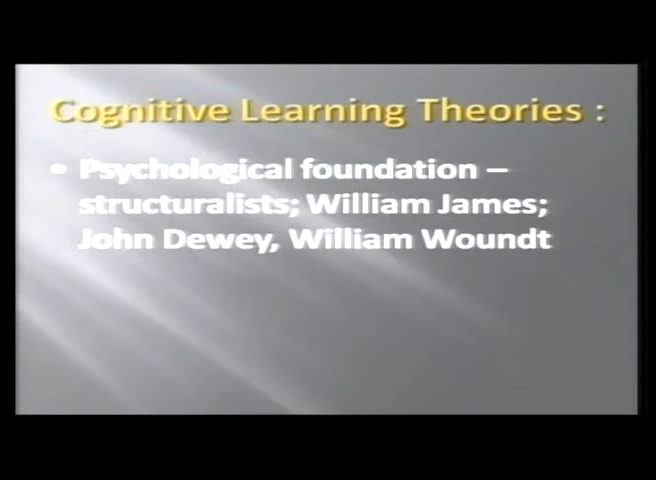 Cognitive Learning Theories :
• Psychological foundation –
structuralists; William James;
John Dewey, William Woundt